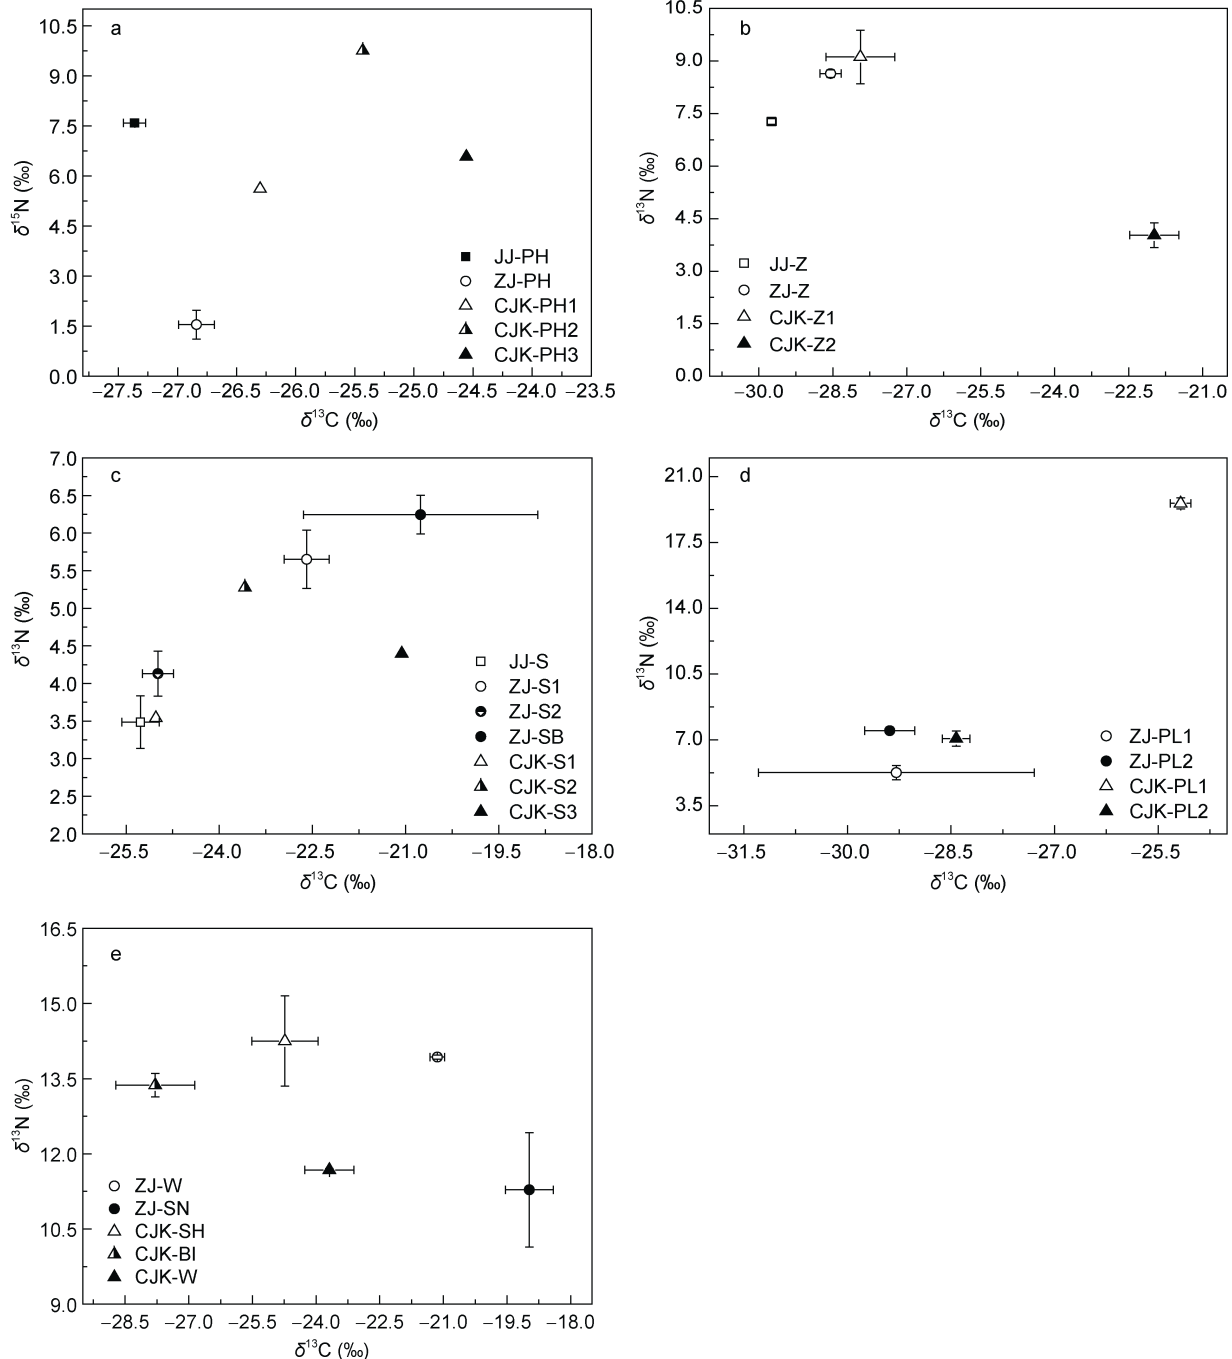 a
10.5
9.0
7.5
6.0
4.5
3.0
1.5
0.0
δ15N (‰)
JJ-PH
ZJ-PH
CJK-PH1
CJK-PH2
CJK-PH3
−27.5 −26.8 −26.5 −26.0 −25.4 −25.0 −24.6 −24.0 −23.5
δ13C (‰)
b
10.5
9.0
7.5
6.0
4.5
3.0
1.5
0.0
δ13N (‰)
JJ-Z
ZJ-Z
CJK-Z1
CJK-Z2
−30.0 −28.5 −27.0 −25.5 −24.0 −22.5 −21.0
δ13C (‰)
c
7.0
6.5
6.0
5.5
5.0
4.5
4.0
3.5
3.0
2.5
2.0
δ13N (‰)
JJ-S
ZJ-S1
ZJ-S2
ZJ-SB
CJK-S1
CJK-S2
CJK-S3
−25.5 −24.0 −22.5 −21.0 −19.5 −18.0
δ13C (‰)
d
21.0
17.5
14.0
10.5
7.0
3.5
δ13N (‰)
ZJ-PL1
ZJ-PL2
CJK-PL1
CJK-PL2
−31.5 −30.0 −28.5 −27.0 −25.5
δ13C (‰)
e
16.5
15.0
13.5
12.0
10.5
9.0
δ13N (‰)
ZJ-W
ZJ-SN
CJK-SH
CJK-BI
CJK-W
−28.5 −27.0 −25.5 −24.0 −22.5 −21.0 −19.5 −18.0
δ13C (‰)